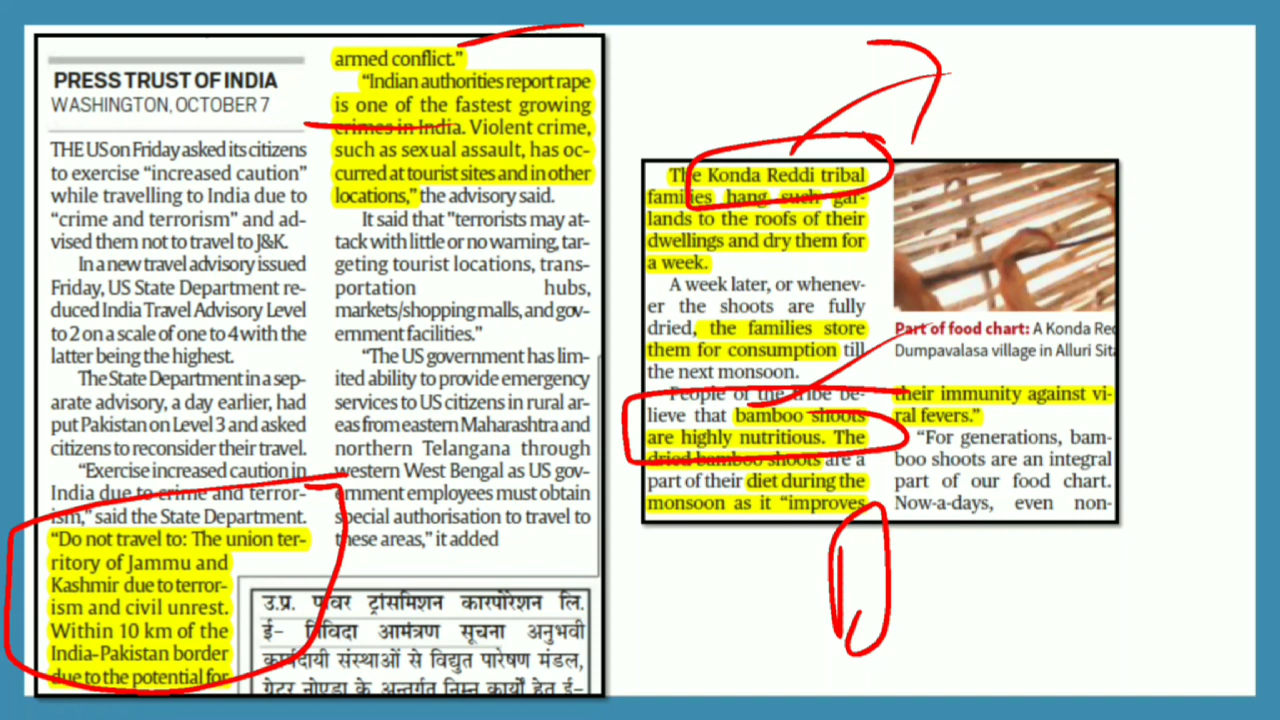 PRESS TRUST OF INDIA
WASHINGTON, OCTOBER 7
THE US on Friday asked its citizens
to exercise “increased caution”
while travelling to India due to
“crime and terrorism” and ad-
vised them not to travel to J&K.
In a new travel advisory issued
Friday, US State Department re-
duced India Travel Advisory Level
to 2 on a scale of one to 4 with the
latter being the highest.
The State Department in a sep-
arate advisory, a day earlier, had
put Pakistan on Level 3 and asked
citizens to reconsider their travel.
“Exercise increased caution in
India due to crime and terror-
ism,” said the State Department.
“Do not travel to: The union ter-
ritory of Jammu and
Kashmir due to terror-
ism and civil unrest.
Within 10 km of the
India-Pakistan border
due to the potential for
armed conflict.”
“Indian authorities report rape
is one of the fastest growing
crimes in India. Violent crime,
such as sexual assault, has oc-
curred at tourist sites and in other
locations,” the advisory said.
It said that "terrorists may at-
tack with little or no warning, tar-
geting tourist locations, trans-
portation hubs,
markets/shopping malls, and gov-
ernment facilities.”
“The US government has lim-
ited ability to provide emergency
services to US citizens in rural ar-
eas from eastern Maharashtra and
northern Telangana through
western West Bengal as US gov-
ernment employees must obtain
special authorisation to travel to
these areas,” it added
उ.प्र. पावर ट्रांसमिशन कारपोरेशन लि.
ई- निविदा आमंत्रण सूचना अनुभवी
कार्यदायी संस्थाओं से विद्युत पारेषण मंडल,
ग्रेटर नोएडा के अन्तर्गत निम्न कार्यों हेतु ई-
The Konda Reddi tribal
families hang such gar-
lands to the roofs of their
dwellings and dry them for
a week.
A week later, or whenev-
er the shoots are fully
dried, the families store
them for consumption till
the next monsoon.
People of the tribe be-
lieve that bamboo shoots
are highly nutritious. The
dried bamboo shoots are a
part of their diet during the
monsoon as it “improves
Part of food chart: A Konda Red
Dumpavalasa village in Alluri Sita
their immunity against vi-
ral fevers.”
“For generations, bam-
boo shoots are an integral
part of our food chart.
Now-a-days, even non-